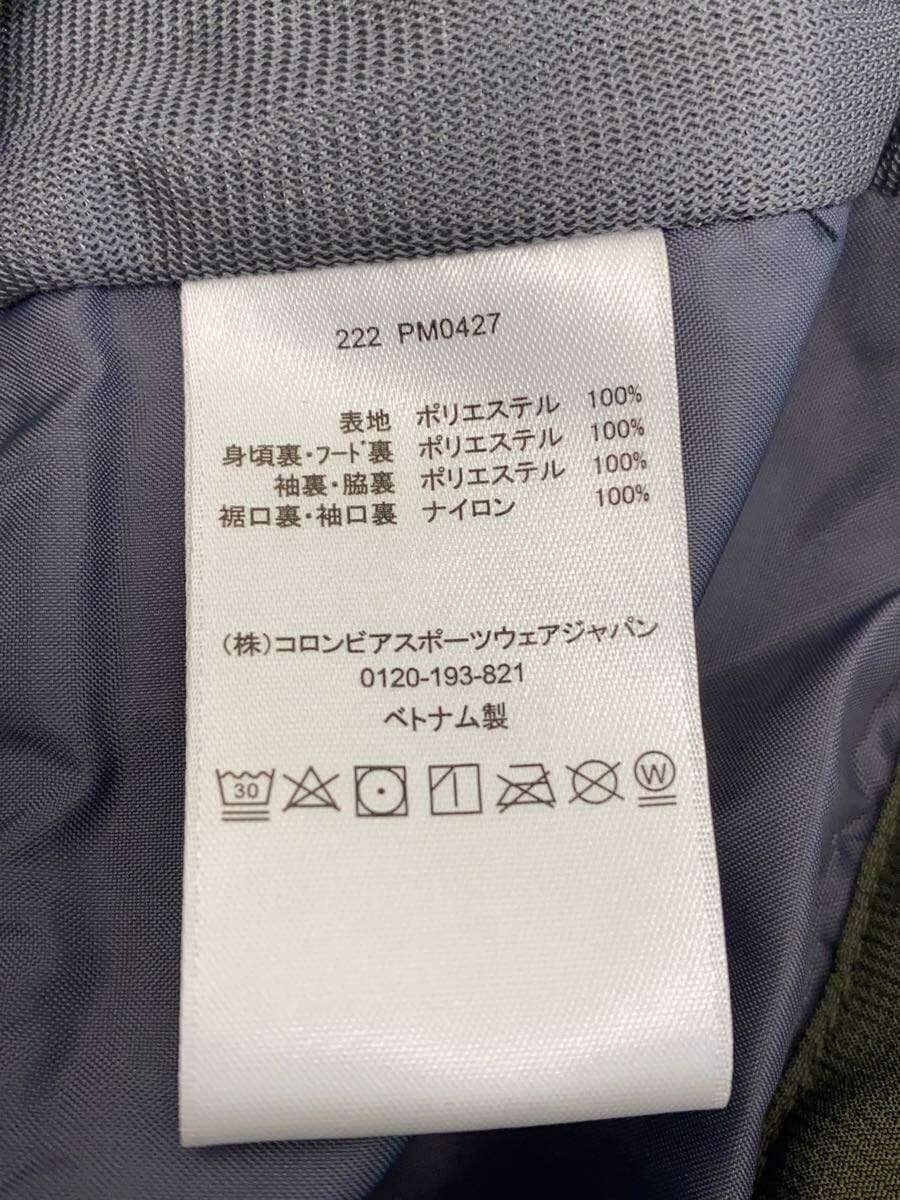 222 PM0427
表地 ポリエステル 100%
身頃裏・フード裏 ポリエステル 100%
袖裏・脇裏 ポリエステル 100%
裾口裏・袖口裏 ナイロン 100%
(株)コロンビアスポーツウェアジャパン
0120-193-821
ベトナム製
30 W